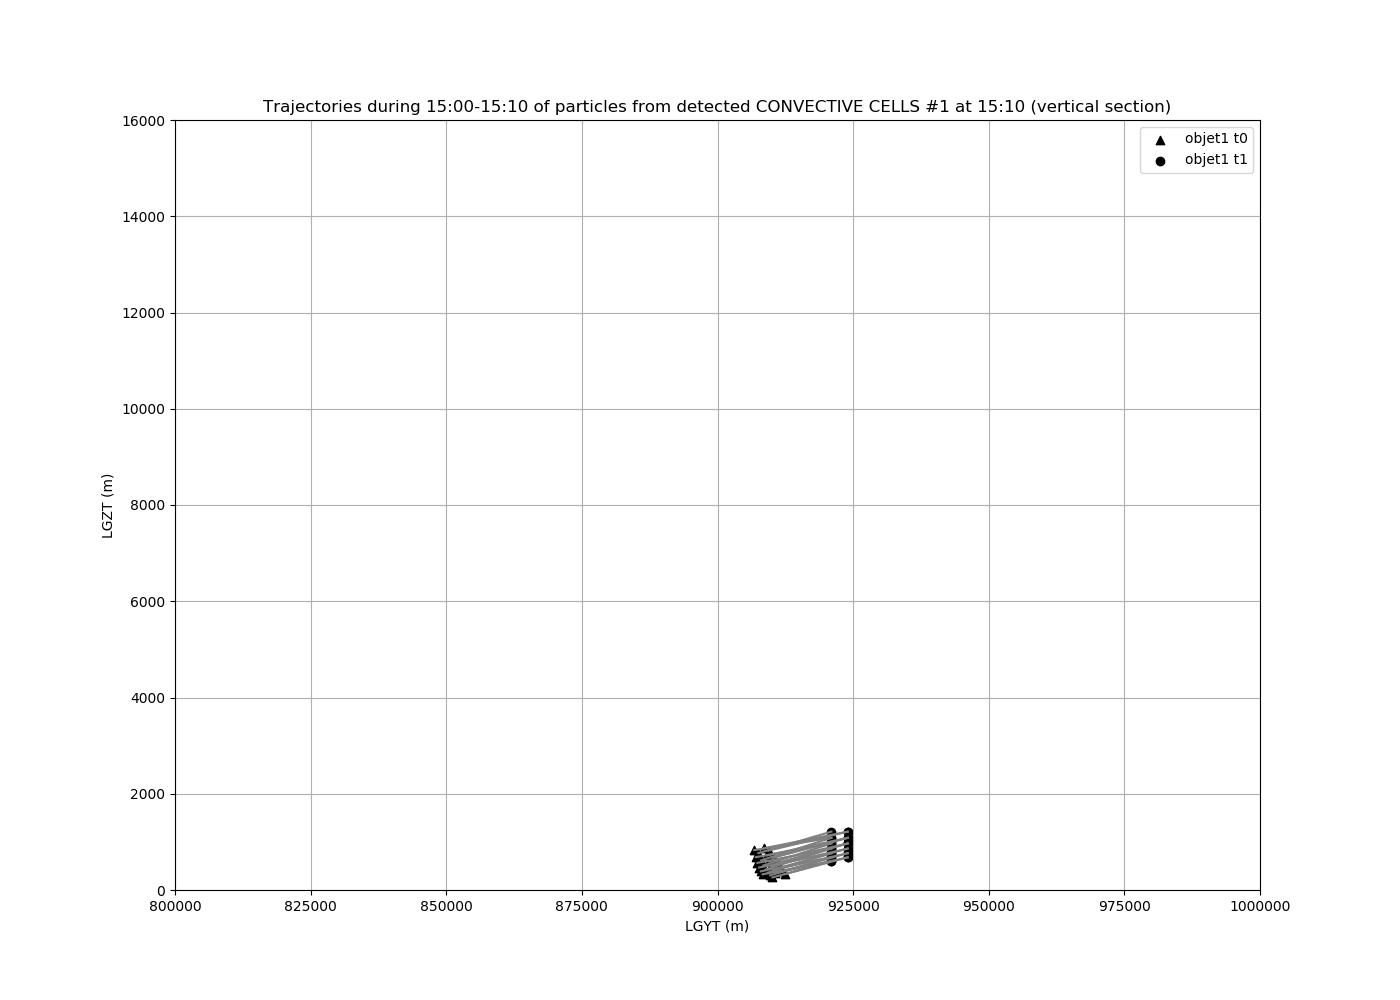 Trajectories during 15:00-15:10 of particles from detected CONVECTIVE CELLS #1 at 15:10 (vertical section)
16000
14000
12000
10000
8000
6000
4000
2000
0
LGZT (m)
objet1 t0
objet1 t1
800000 825000 850000 875000 900000 925000 950000 975000 1000000
LGYT (m)